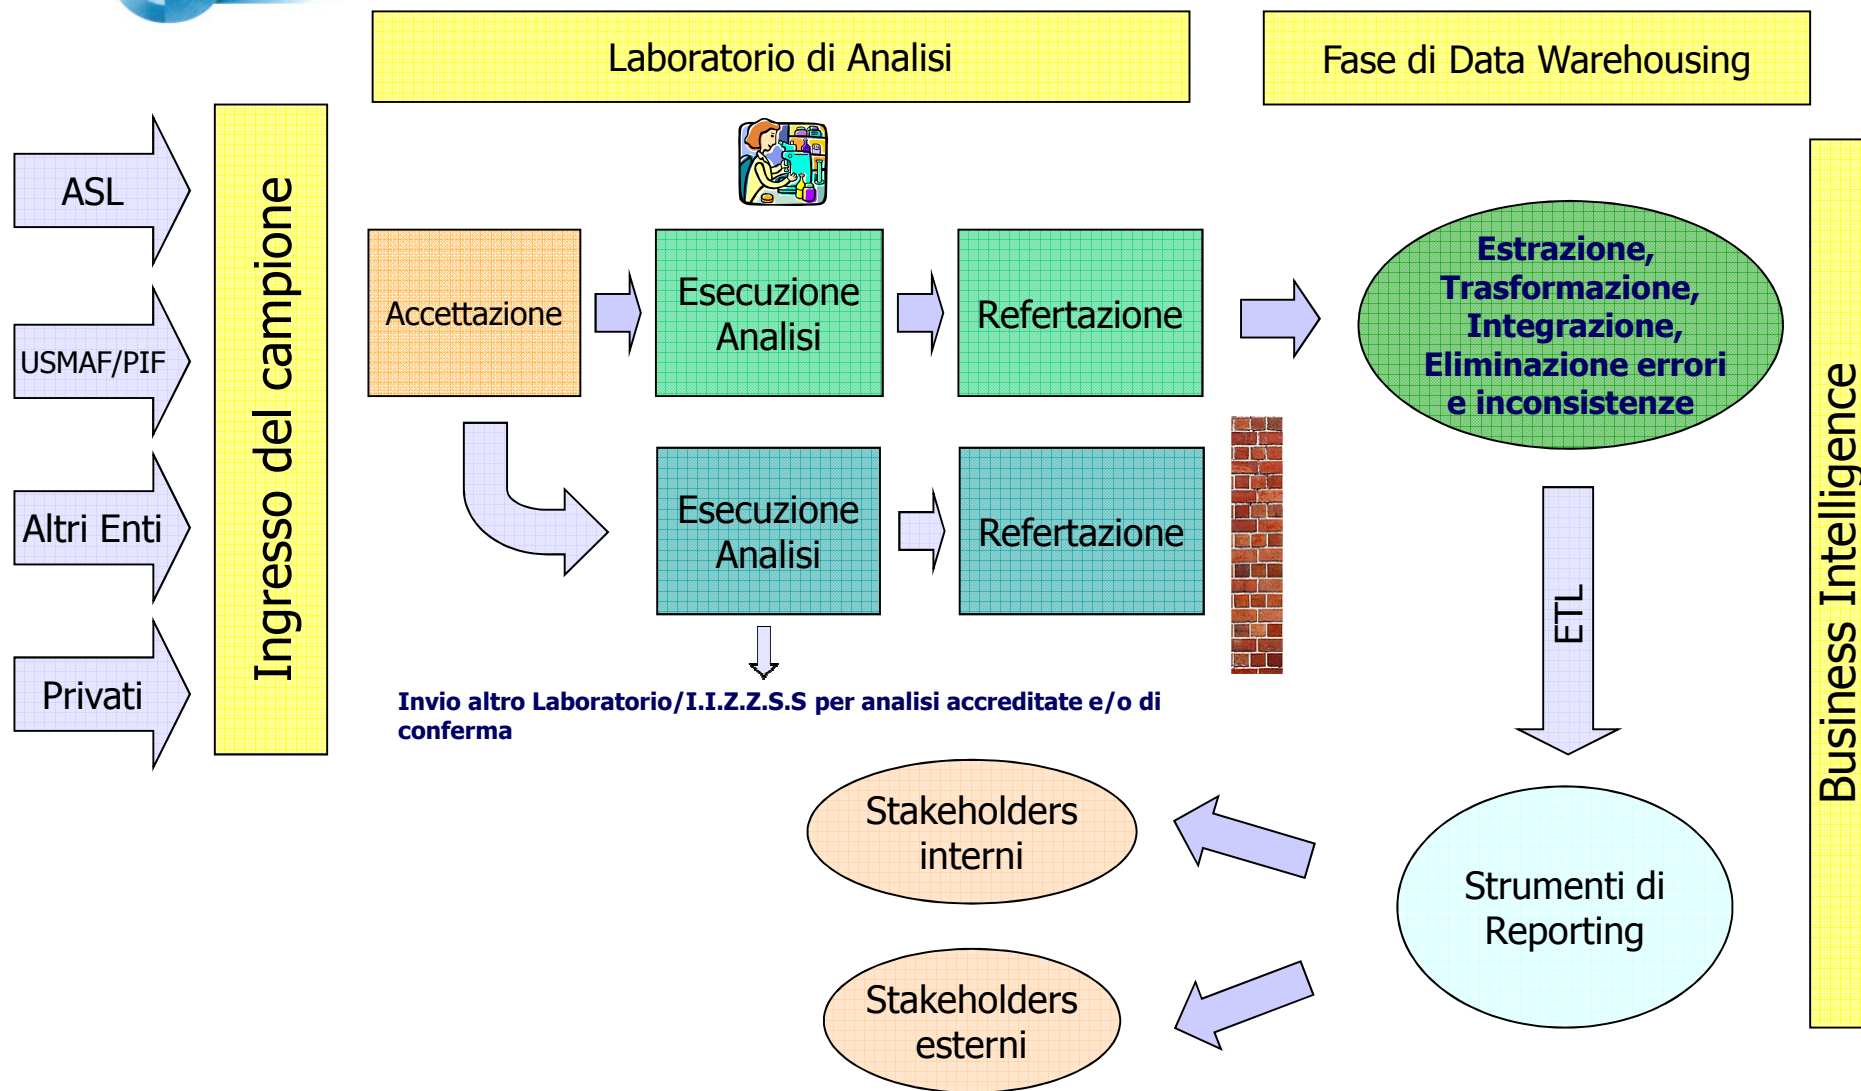 Laboratorio di Analisi
Fase di Data Warehousing
ASL
USMAF/PIF
Altri Enti
Privati
Ingresso del campione
Accettazione
Esecuzione
Analisi
Refertazione
Estrazione,
Trasformazione,
Integrazione,
Eliminazione errori
e inconsistenze
Esecuzione
Analisi
Refertazione
Invio altro Laboratorio/I.I.Z.Z.S.S per analisi accreditate e/o di
conferma
ETL
Business Intelligence
Stakeholders
interni
Strumenti di
Reporting
Stakeholders
esterni